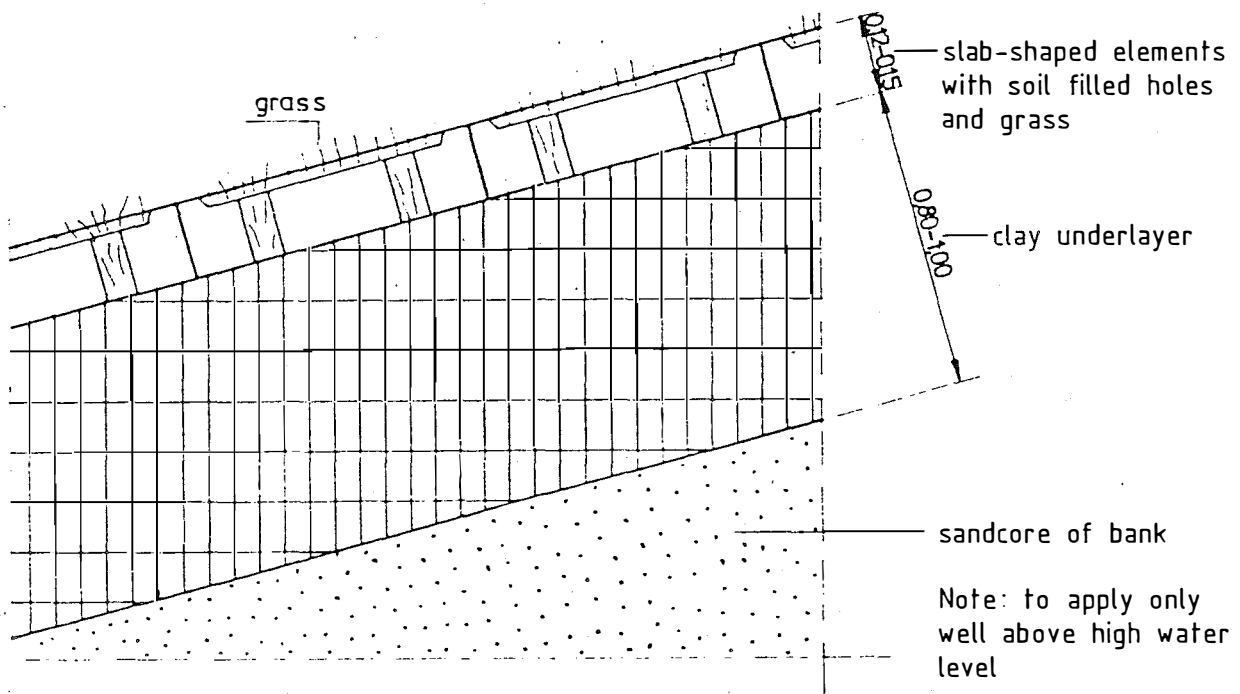 0,12-0,15
slab-shaped elements
with soil filled holes
and grass
grass
0,80-1,00
clay underlayer
sandcore of bank
Note: to apply only
well above high water
level